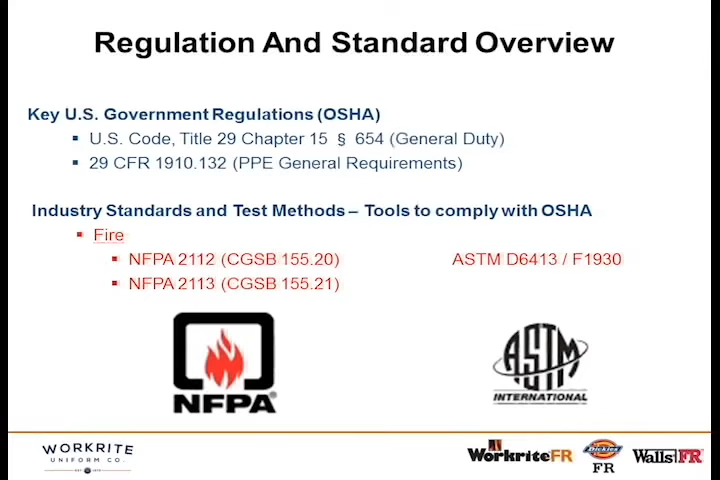 Regulation And Standard Overview
Key U.S. Government Regulations (OSHA)
U.S. Code, Title 29 Chapter 15 § 654 (General Duty)
29 CFR 1910.132 (PPE General Requirements)
Industry Standards and Test Methods – Tools to comply with OSHA
Fire
NFPA 2112 (CGSB 155.20) ASTM D6413 / F1930
NFPA 2113 (CGSB 155.21)
NFPA®
ASTM
INTERNATIONAL
WORKRITE
UNIFORM CO.
WorkriteFR
Dickies
FR
Walls FR